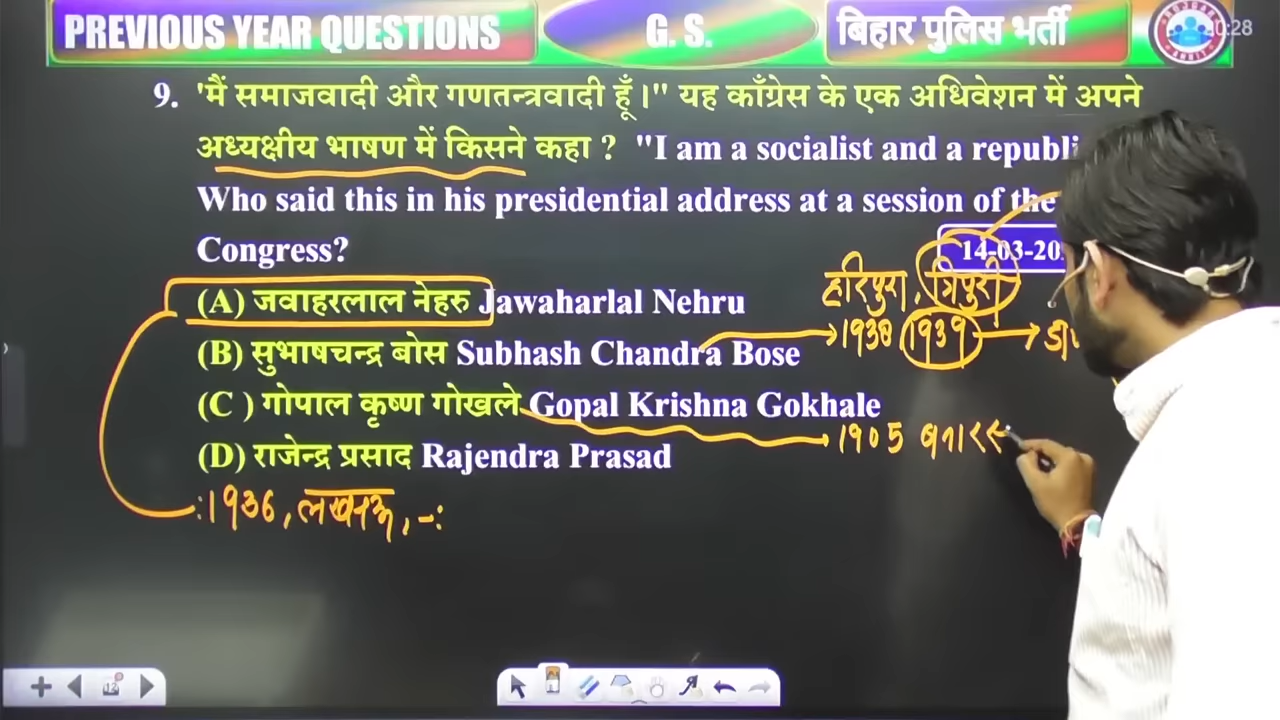 PREVIOUS YEAR QUESTIONS G. S. बिहार पुलिस भर्ती
9. 'मैं समाजवादी और गणतन्त्रवादी हूँ।" यह काँग्रेस के एक अधिवेशन में अपने
अध्यक्षीय भाषण में किसने कहा ? "I am a socialist and a republi
Who said this in his presidential address at a session of the
Congress?
14-03-20
(A) जवाहरलाल नेहरु Jawaharlal Nehru
हरिपुरा, त्रिपुरी
(B) सुभाषचन्द्र बोस Subhash Chandra Bose
1938 1939
(C ) गोपाल कृष्ण गोखले Gopal Krishna Gokhale
1905 बनारस
(D) राजेन्द्र प्रसाद Rajendra Prasad
:1936, लखनऊ, -:
12